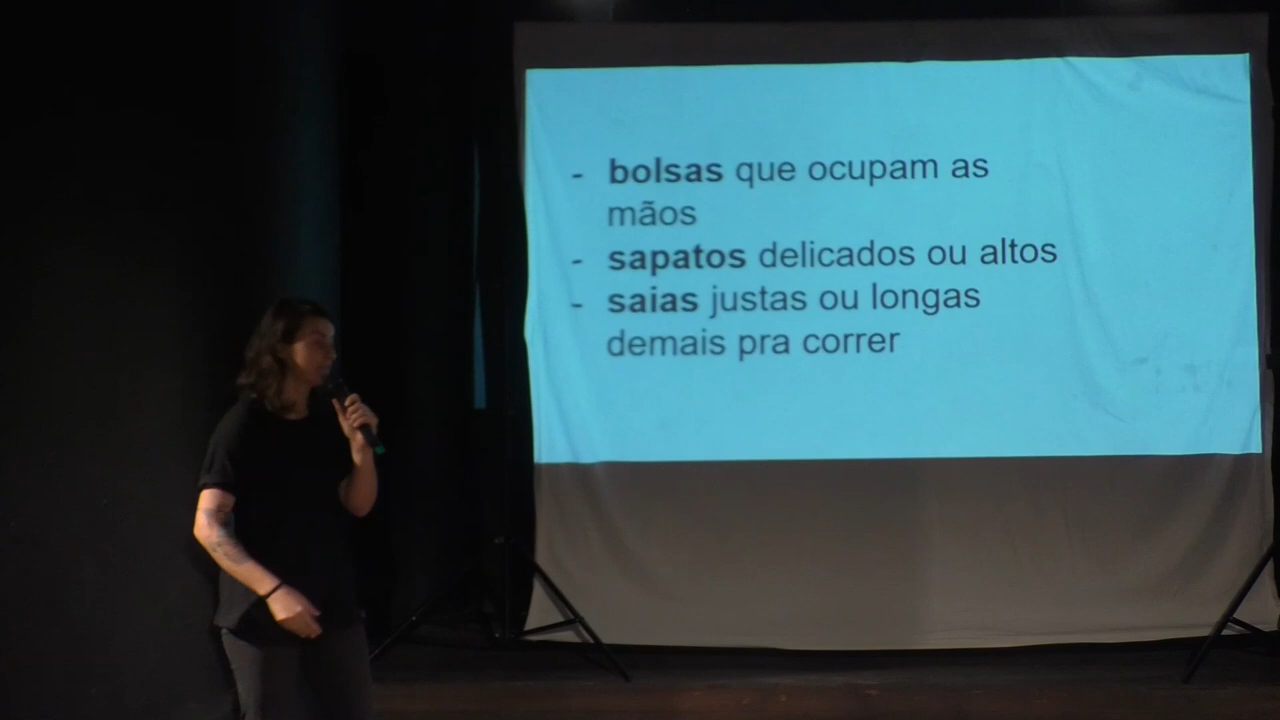 - bolsas que ocupam as
mãos
- sapatos delicados ou altos
- saias justas ou longas
demais pra correr